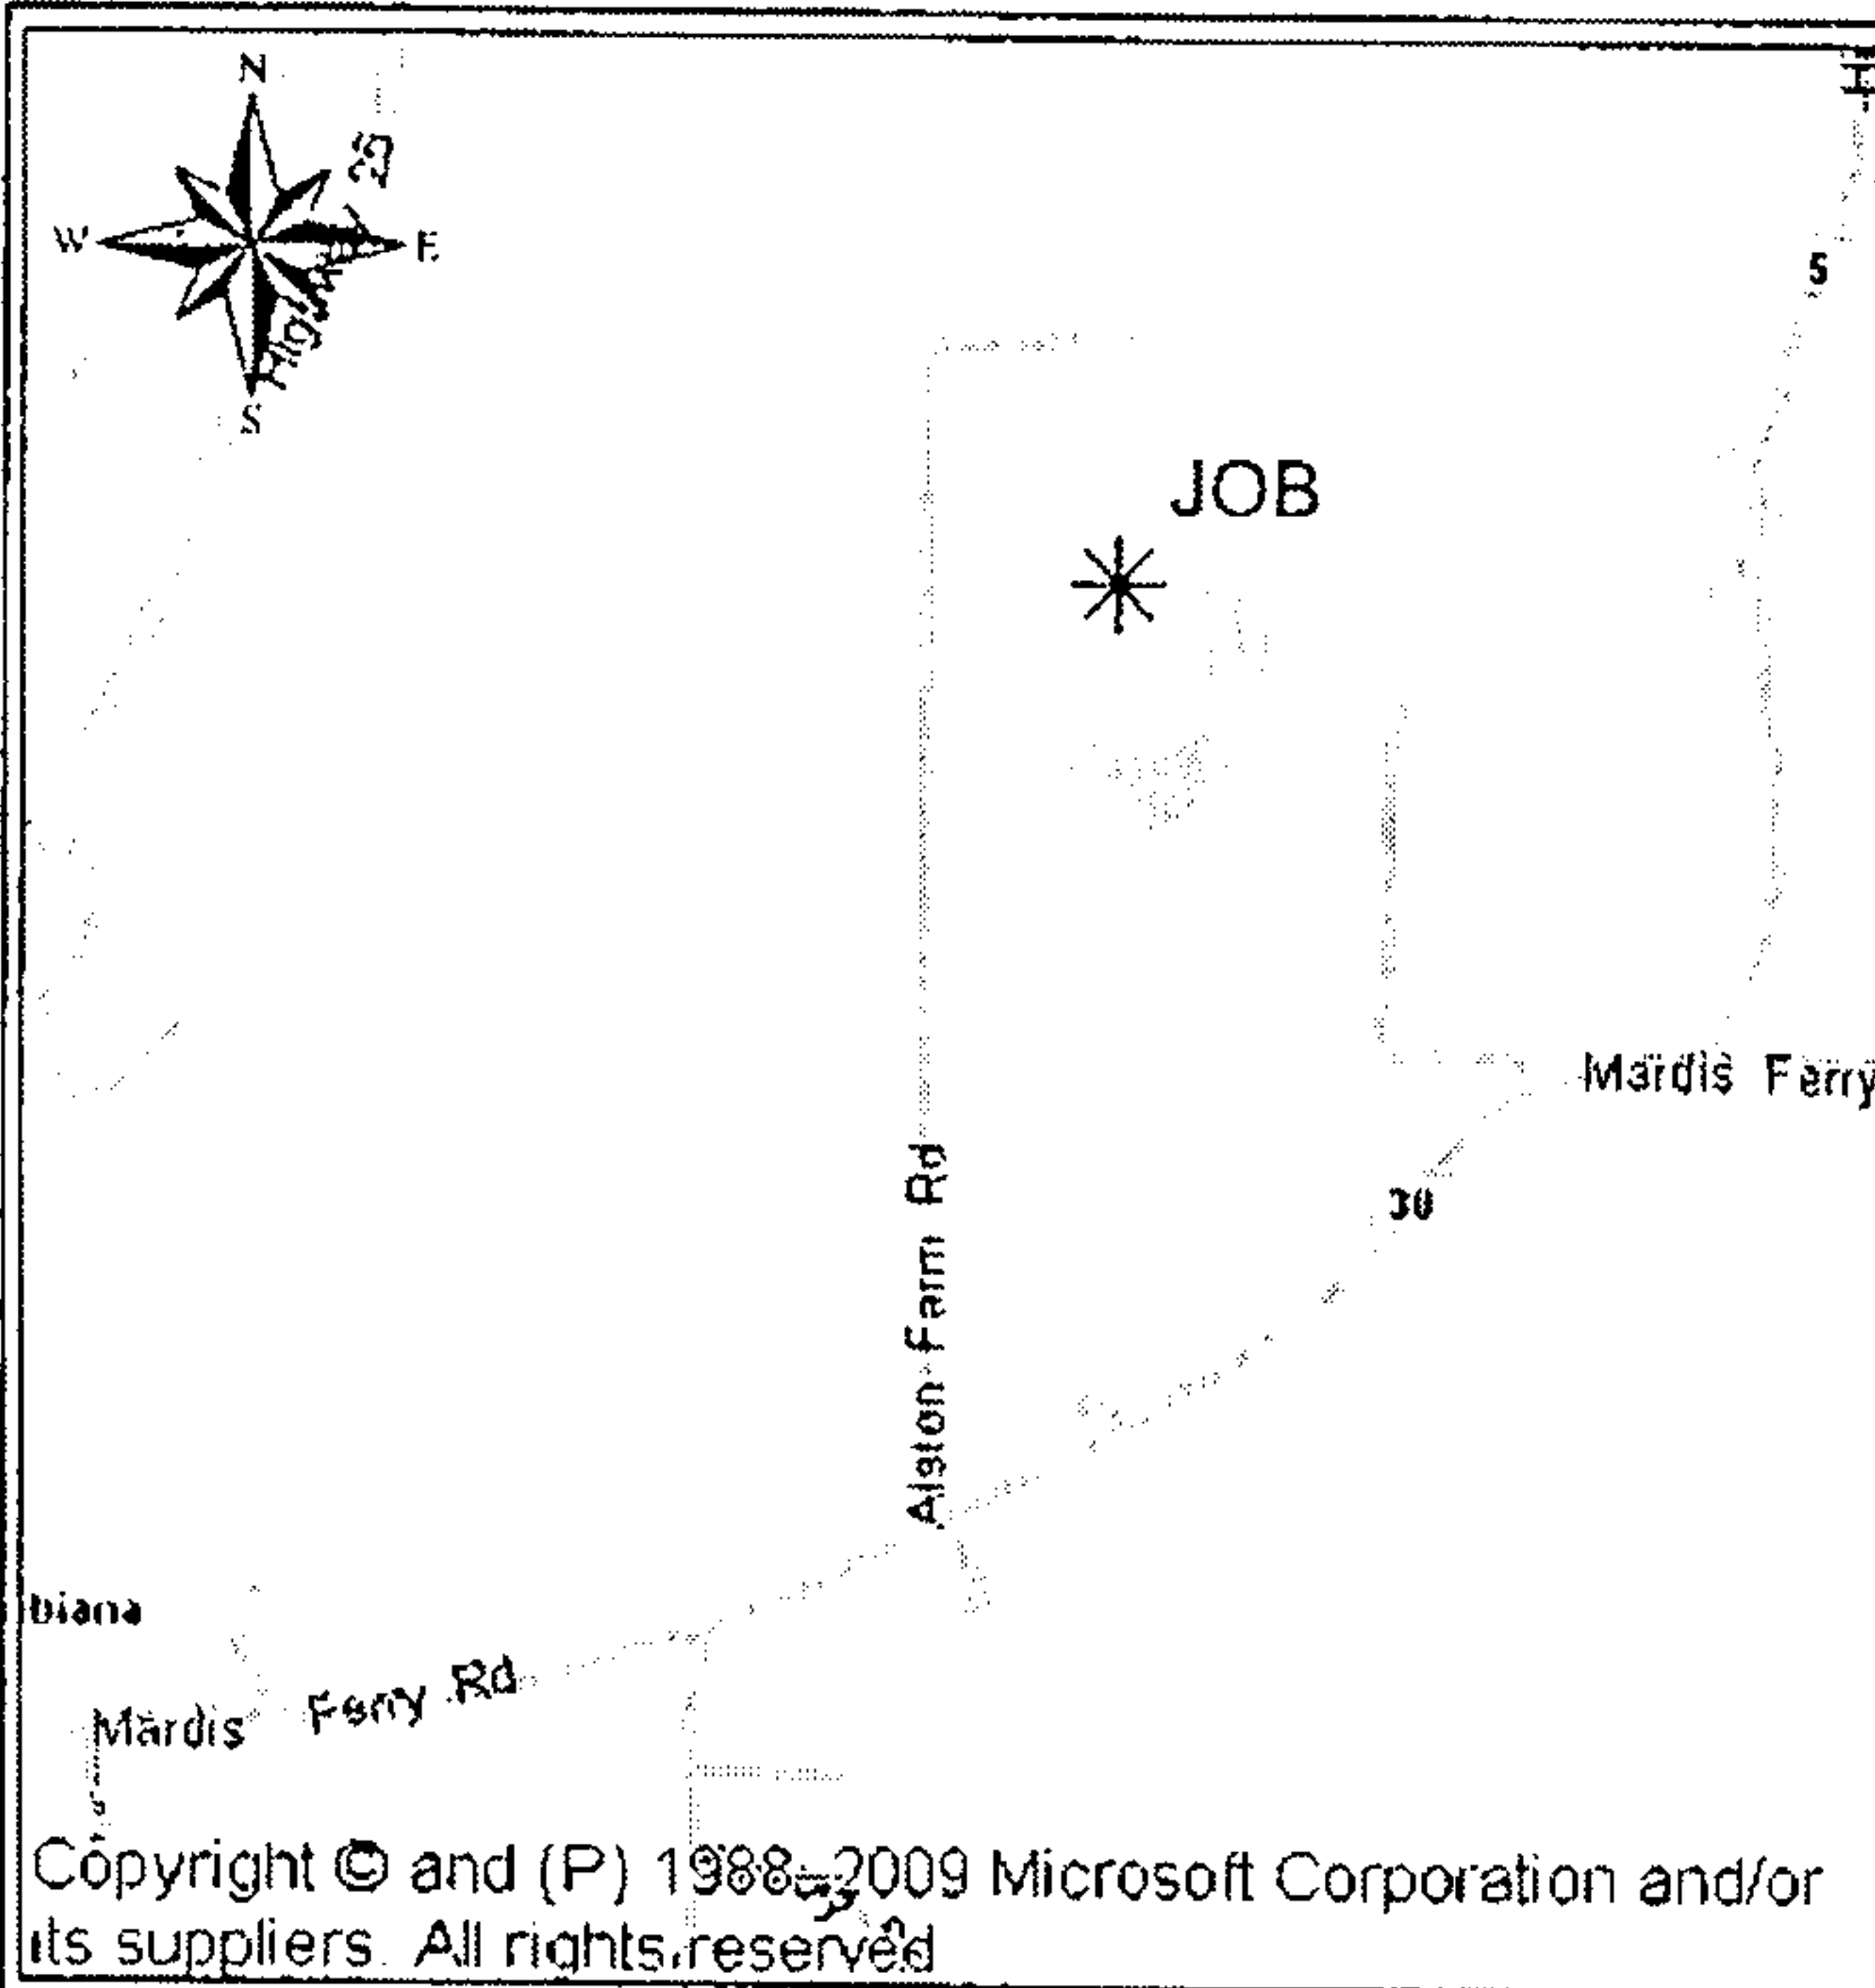 N
W
E
S
Highway 25
5
JOB
Mardis Ferry
30
Alston Farm Rd
biana
Mardis Ferry Rd
Copyright © and (P) 1988-2009 Microsoft Corporation and/or
its suppliers. All rights reserved